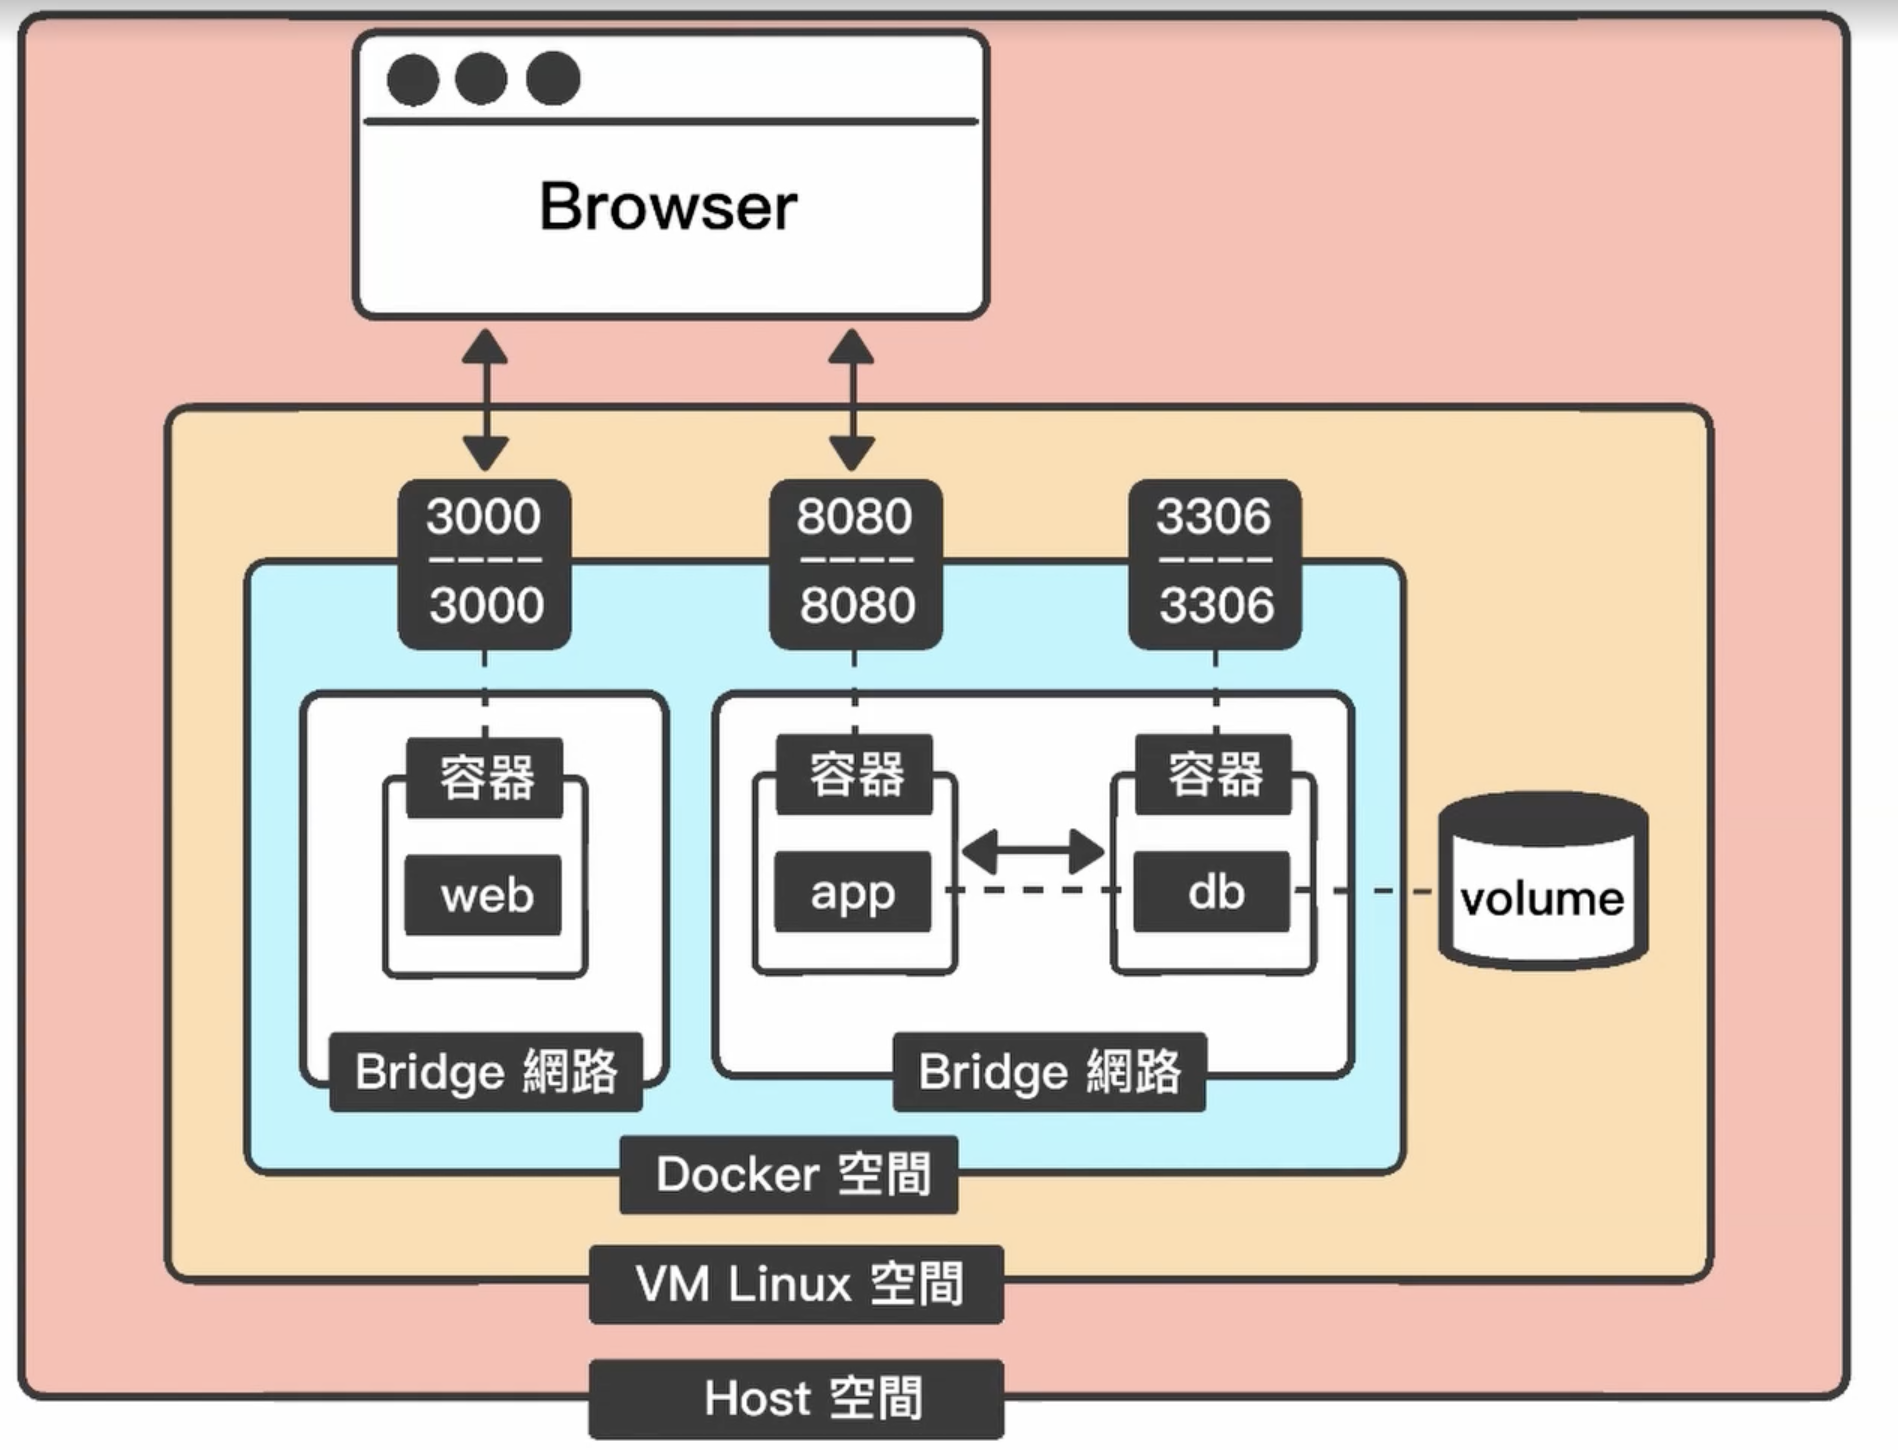 Browser
3000
3000
8080
8080
3306
3306
容器
web
容器
app
容器
db
volume
Bridge 網路
Bridge 網路
Docker 空間
VM Linux 空間
Host 空間